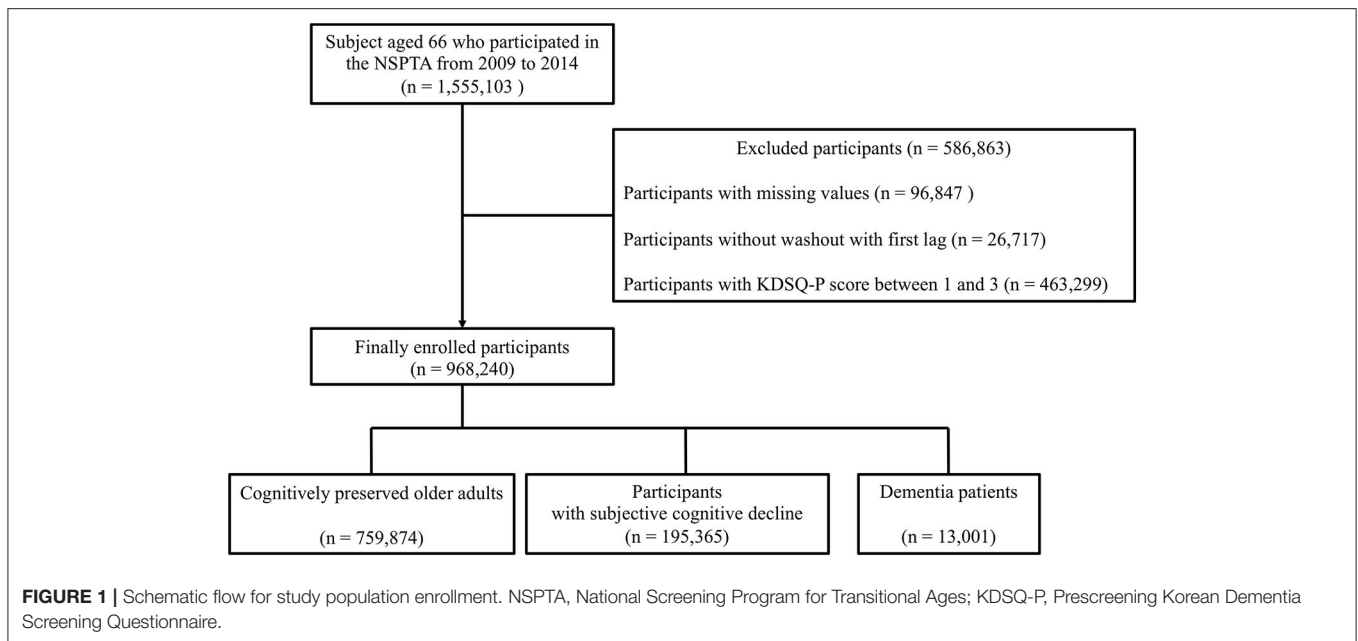 Subject aged 66 who participated in
the NSPTA from 2009 to 2014
(n = 1,555,103 )
Excluded participants (n = 586,863)
Participants with missing values (n = 96,847 )
Participants without washout with first lag (n = 26,717)
Participants with KDSQ-P score between 1 and 3 (n = 463,299)
Finally enrolled participants
(n = 968,240)
Cognitively preserved older adults
(n = 759,874)
Participants
with subjective cognitive decline
(n = 195,365)
Dementia patients
(n = 13,001)
FIGURE 1 | Schematic flow for study population enrollment. NSPTA, National Screening Program for Transitional Ages; KDSQ-P, Prescreening Korean Dementia
Screening Questionnaire.